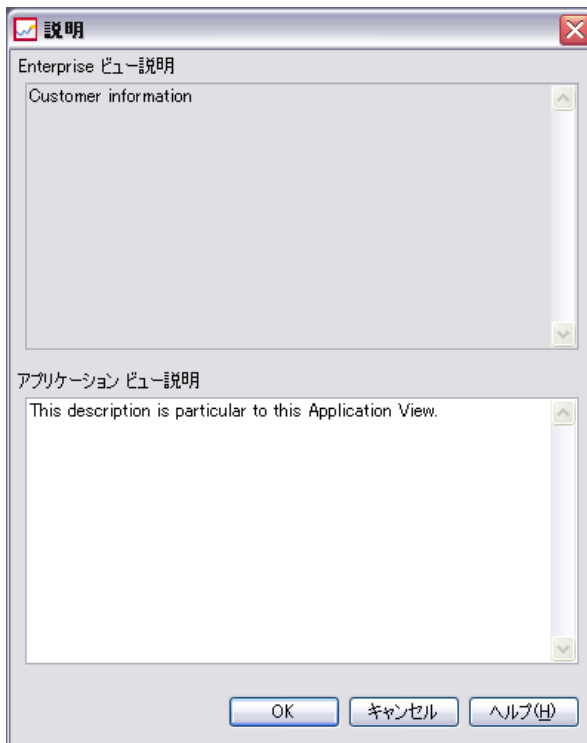 説明
Enterprise ビュー説明
Customer information
アプリケーション ビュー説明
This description is particular to this Application View.
OK キャンセル ヘルプ(H)